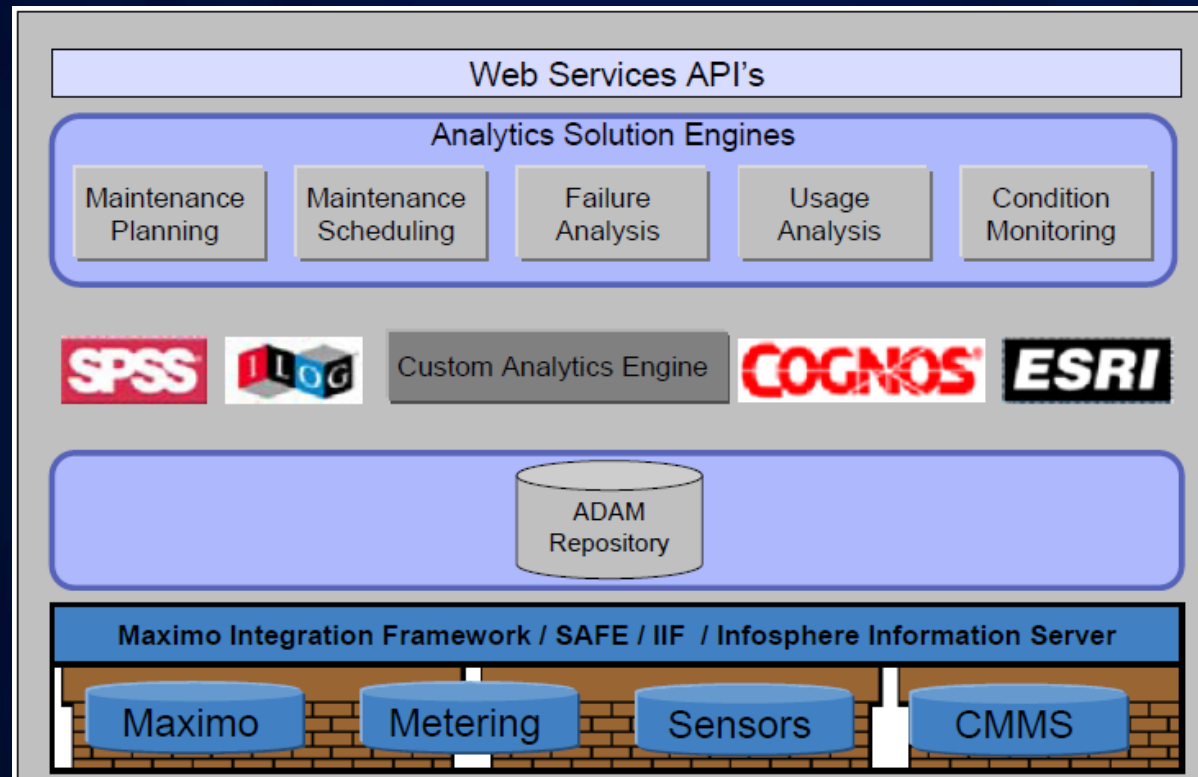 Web Services API's
Analytics Solution Engines
Maintenance
Planning
Maintenance
Scheduling
Failure
Analysis
Usage
Analysis
Condition
Monitoring
SPSS
ILOG
Custom Analytics Engine
COGNOS®
ESRI
ADAM
Repository
Maximo Integration Framework / SAFE / IIF / Infosphere Information Server
Maximo
Metering
Sensors
CMMS